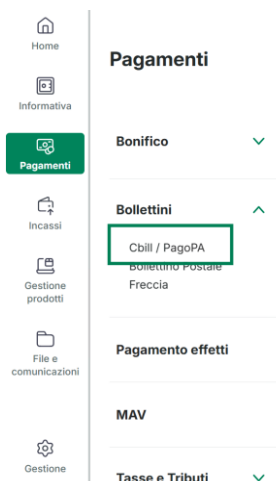 Home
Informativa
Pagamenti
Incassi
Gestione
prodotti
File e
comunicazioni
Gestione
Pagamenti
Bonifico
Bollettini
Cbill / PagoPA
Bollettino Postale
Freccia
Pagamento effetti
MAV
Tasse e Tributi